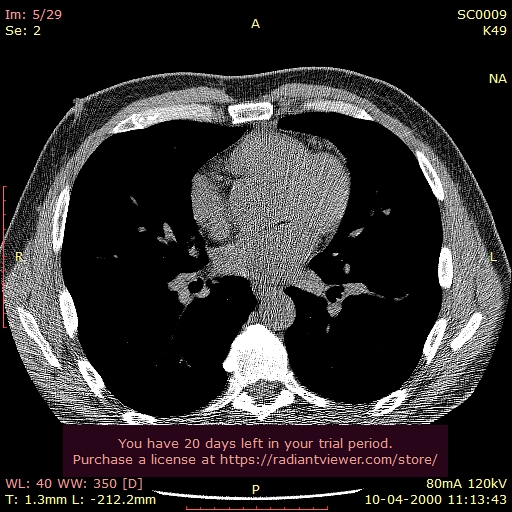 Im: 5/29
Se: 2
A
SC0009
K49
NA
R
L
You have 20 days left in your trial period.
Purchase a license at https://radiantviewer.com/store/
WL: 40 WW: 350 [D]
T: 1.3mm L: -212.2mm
P
80mA 120kV
10-04-2000 11:13:43